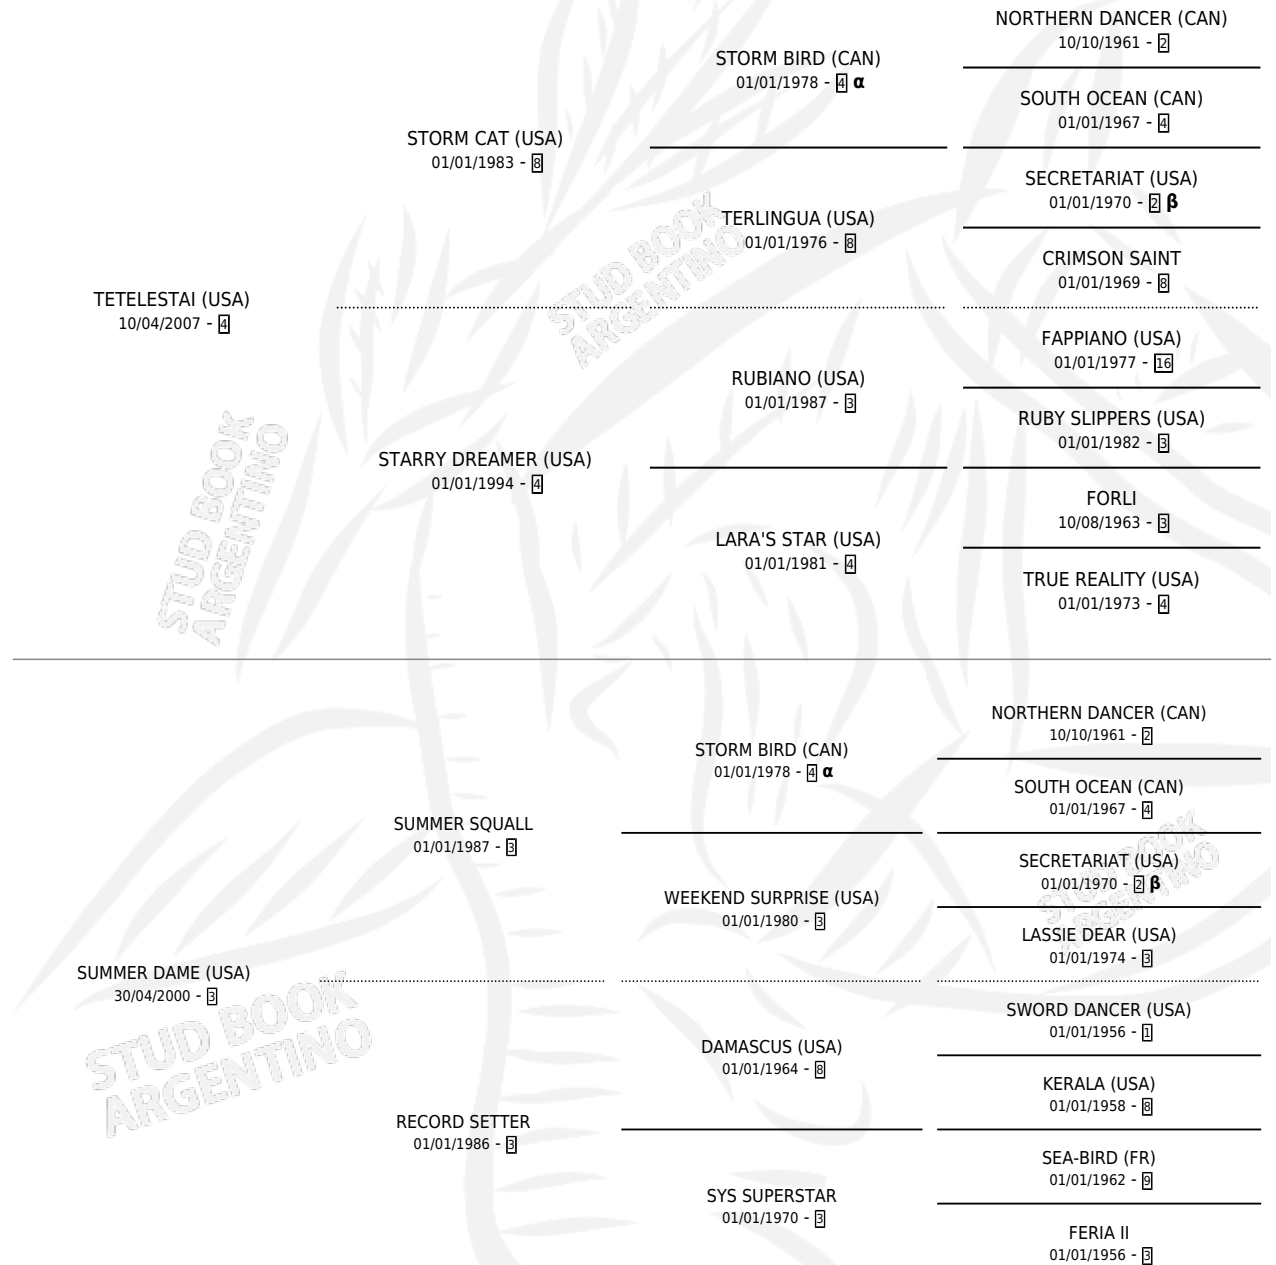 NORTHERN DANCER (CAN)
10/10/1961 - 2
STORM BIRD (CAN)
01/01/1978 - 4 α
SOUTH OCEAN (CAN)
01/01/1967 - 4
STORM CAT (USA)
01/01/1983 - 8
SECRETARIAT (USA)
01/01/1970 - 2 β
TERLINGUA (USA)
01/01/1976 - 8
CRIMSON SAINT
01/01/1969 - 8
TETELESTAI (USA)
10/04/2007 - 4
FAPPIANO (USA)
01/01/1977 - 16
RUBIANO (USA)
01/01/1987 - 3
RUBY SLIPPERS (USA)
01/01/1982 - 3
STARRY DREAMER (USA)
01/01/1994 - 4
FORLI
10/08/1963 - 3
LARA'S STAR (USA)
01/01/1981 - 4
TRUE REALITY (USA)
01/01/1973 - 4
NORTHERN DANCER (CAN)
10/10/1961 - 2
STORM BIRD (CAN)
01/01/1978 - 4 α
SOUTH OCEAN (CAN)
01/01/1967 - 4
SUMMER SQUALL
01/01/1987 - 3
SECRETARIAT (USA)
01/01/1970 - 2 β
WEEKEND SURPRISE (USA)
01/01/1980 - 3
LASSIE DEAR (USA)
01/01/1974 - 3
SUMMER DAME (USA)
30/04/2000 - 3
SWORD DANCER (USA)
01/01/1956 - 1
DAMASCUS (USA)
01/01/1964 - 8
KERALA (USA)
01/01/1958 - 8
RECORD SETTER
01/01/1986 - 3
SEA-BIRD (FR)
01/01/1962 - 9
SYS SUPERSTAR
01/01/1970 - 3
FERIA II
01/01/1956 - 3
STUD BOOK
ARGENTINO
STUD BOOK
ARGENTINO
STUD BOOK
ARGENTINO
STUD BOOK
ARGENTINO